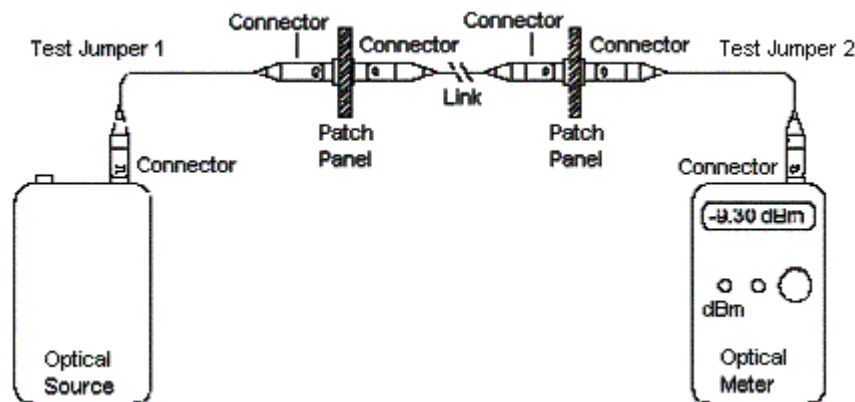 Connector
Connector
Test Jumper 1
Connector
Connector
Test Jumper 2
Link
Patch
Panel
Patch
Panel
Connector
Connector
-9.30 dBm
dBm
Optical
Source
Optical
Meter